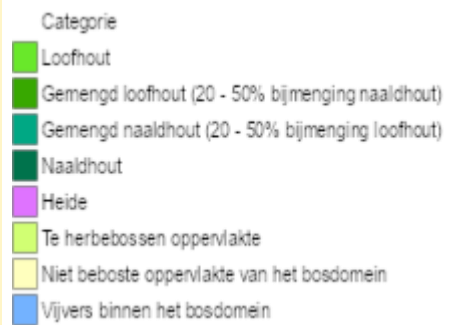 Categorie
Loofhout
Gemengd loofhout (20 - 50% bijmenging naaldhout)
Gemengd naaldhout (20 - 50% bijmenging loofhout)
Naaldhout
Heide
Te herbebossen oppervlakte
Niet beboste oppervlakte van het bosdomein
Vijvers binnen het bosdomein